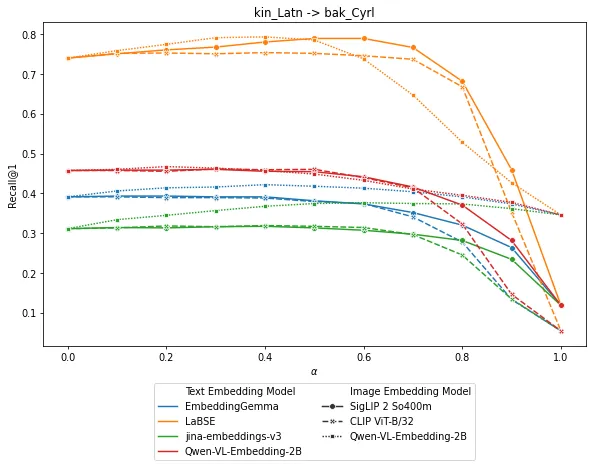 kin_Latn -> bak_Cyrl
Recall@1
0.8
0.7
0.6
0.5
0.4
0.3
0.2
0.1
0.0 0.2 0.4 0.6 0.8 1.0
α
Text Embedding Model
EmbeddingGemma
LaBSE
jina-embeddings-v3
Qwen-VL-Embedding-2B
Image Embedding Model
SigLIP 2 So400m
CLIP ViT-B/32
Qwen-VL-Embedding-2B